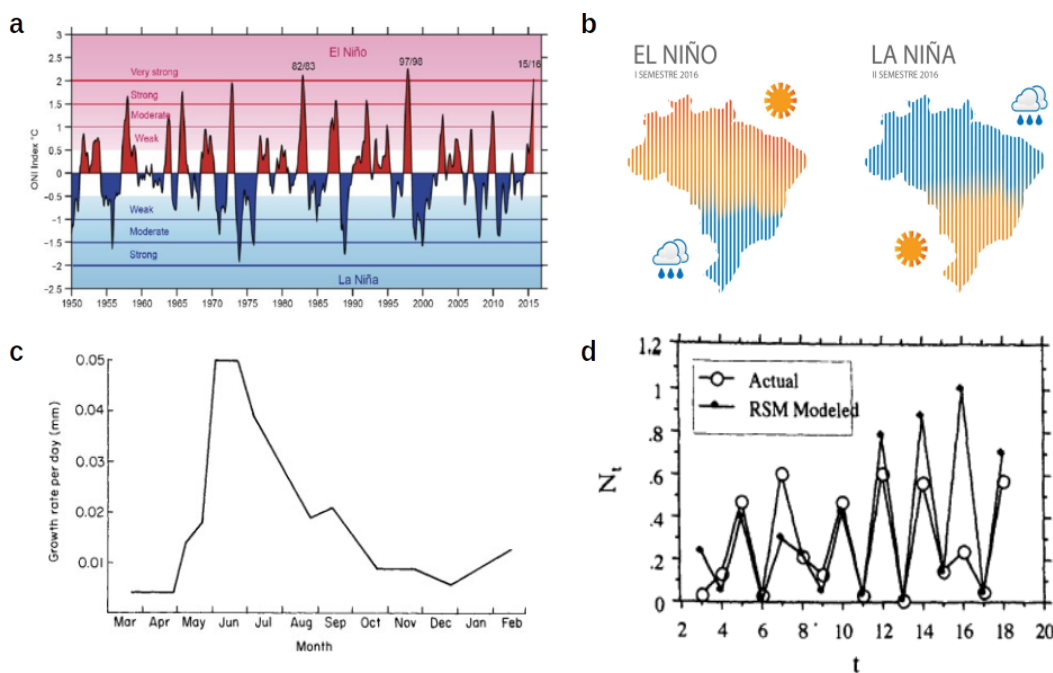 a
El Niño
82/83
97/98
15/16
Very strong
Strong
Moderate
Weak
Weak
Moderate
Strong
La Niña
ONI Index °C
3
2.5
2
1.5
1
0.5
0
-0.5
-1
-1.5
-2
-2.5
1950 1955 1960 1965 1970 1975 1980 1985 1990 1995 2000 2005 2010 2015
b
EL NIÑO
I SEMESTRE 2016
LA NIÑA
II SEMESTRE 2016
c
Growth rate per day (mm)
0.05
0.04
0.03
0.02
0.01
Mar Apr May Jun Jul Aug Sep Oct Nov Dec Jan Feb
Month
d
Actual
RSM Modeled
N t
1.2
1
.8
.6
.4
.2
0
2 4 6 8 10 12 14 16 18 20
t